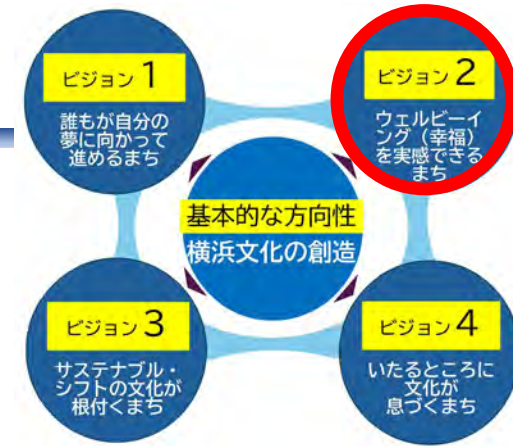 ビジョン 1
誰もが自分の
夢に向かって
進めるまち
ビジョン 2
ウェルビーイ
ング（幸福）
を実感できる
まち
基本的な方向性
横浜文化の創造
ビジョン 3
サステナブル・
シフトの文化が
根付くまち
ビジョン 4
いたるところに
文化が
息づくまち